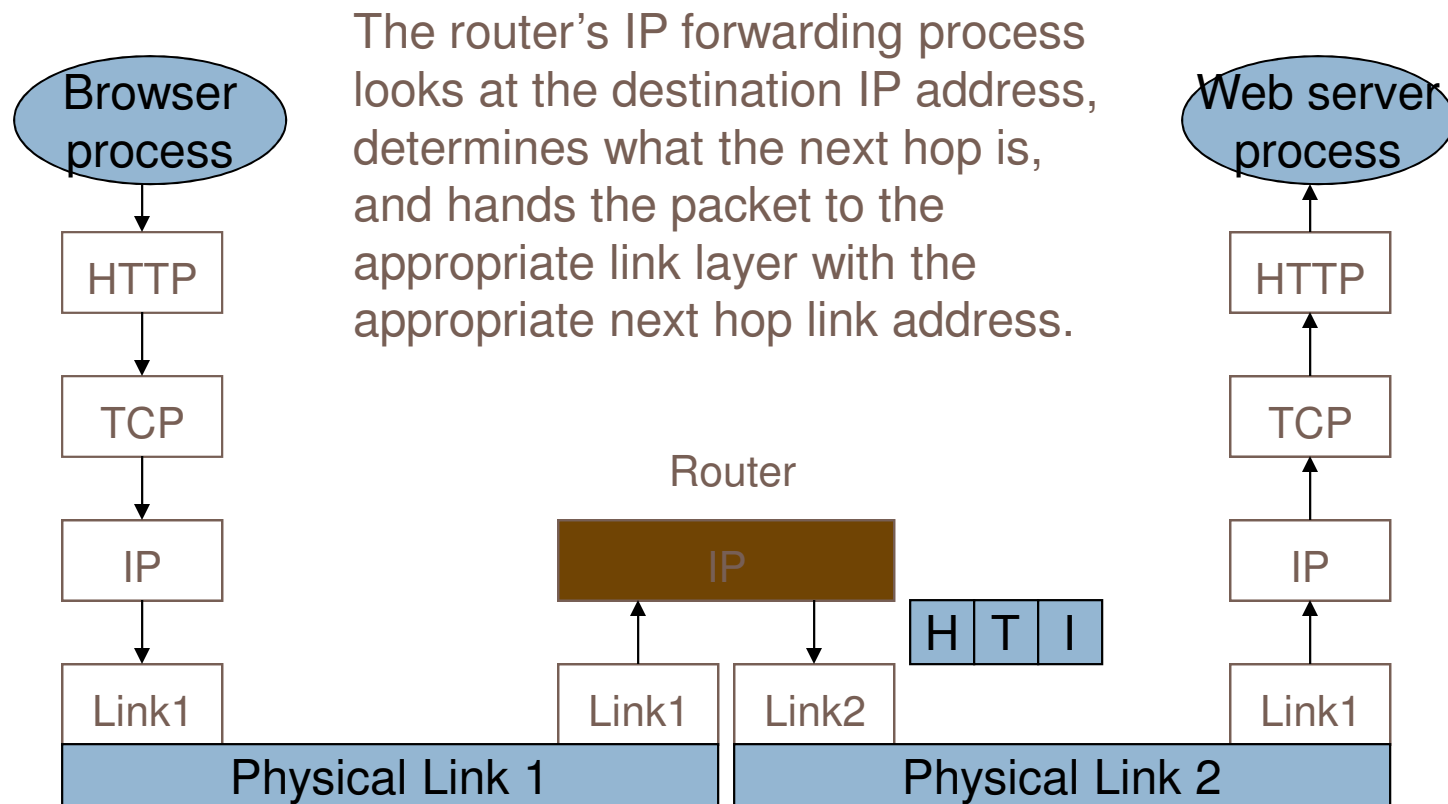 The router's IP forwarding process
looks at the destination IP address,
determines what the next hop is,
and hands the packet to the
appropriate link layer with the
appropriate next hop link address.
Browser
process
HTTP
TCP
IP
Link1
Router
IP
Link1
Link2
H T I
Web server
process
HTTP
TCP
IP
Link1
Physical Link 1
Physical Link 2